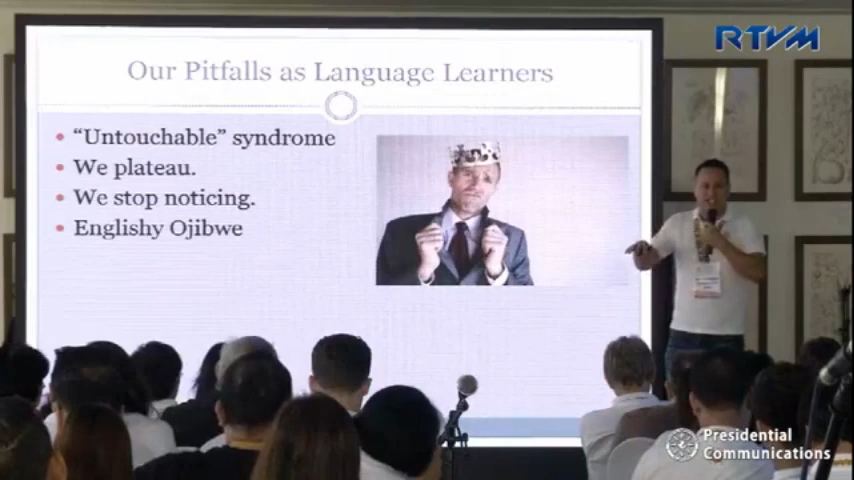 RTVM
Our Pitfalls as Language Learners
"Untouchable" syndrome
We plateau.
We stop noticing.
Englishy Ojibwe
Presidential
Communications